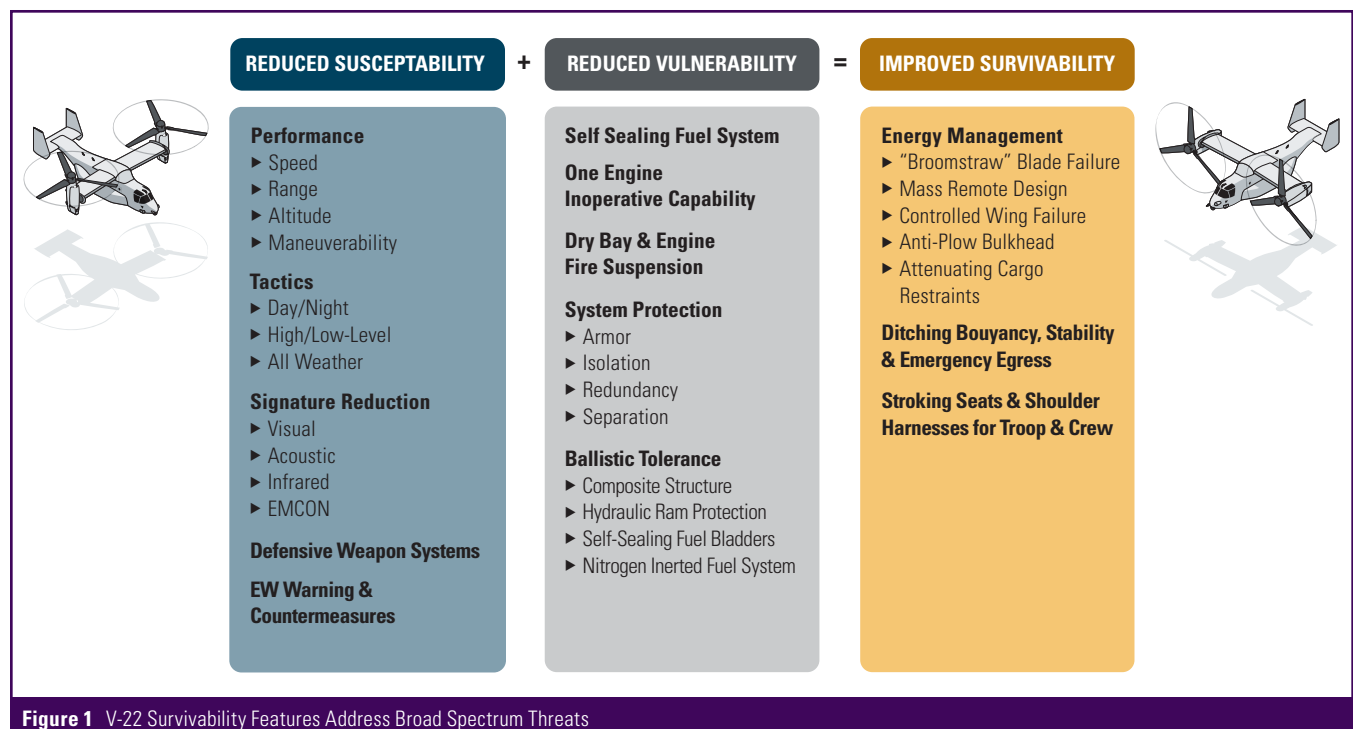 REDUCED SUSCEPTABILITY + REDUCED VULNERABILITY = IMPROVED SURVIVABILITY
Performance
▶ Speed
▶ Range
▶ Altitude
▶ Maneuverability
Tactics
▶ Day/Night
▶ High/Low-Level
▶ All Weather
Signature Reduction
▶ Visual
▶ Acoustic
▶ Infrared
▶ EMCON
Defensive Weapon Systems
EW Warning &
Countermeasures
Self Sealing Fuel System
One Engine
Inoperative Capability
Dry Bay & Engine
Fire Suspension
System Protection
▶ Armor
▶ Isolation
▶ Redundancy
▶ Separation
Ballistic Tolerance
▶ Composite Structure
▶ Hydraulic Ram Protection
▶ Self-Sealing Fuel Bladders
▶ Nitrogen Inerted Fuel System
Energy Management
▶ “Broomstraw” Blade Failure
▶ Mass Remote Design
▶ Controlled Wing Failure
▶ Anti-Plow Bulkhead
▶ Attenuating Cargo
Restraints
Ditching Bouyancy, Stability
& Emergency Egress
Stroking Seats & Shoulder
Harnesses for Troop & Crew
Figure 1 V-22 Survivability Features Address Broad Spectrum Threats